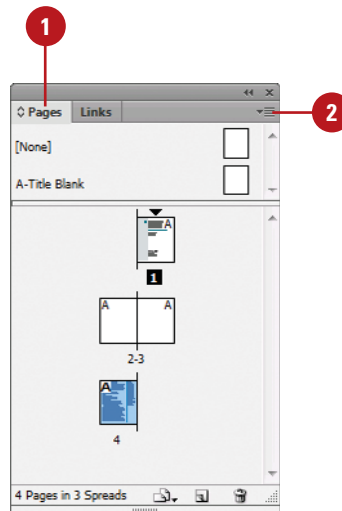 1
Pages Links
2
[None]
A-Title Blank
A
1
A A
2-3
A
4
4 Pages in 3 Spreads